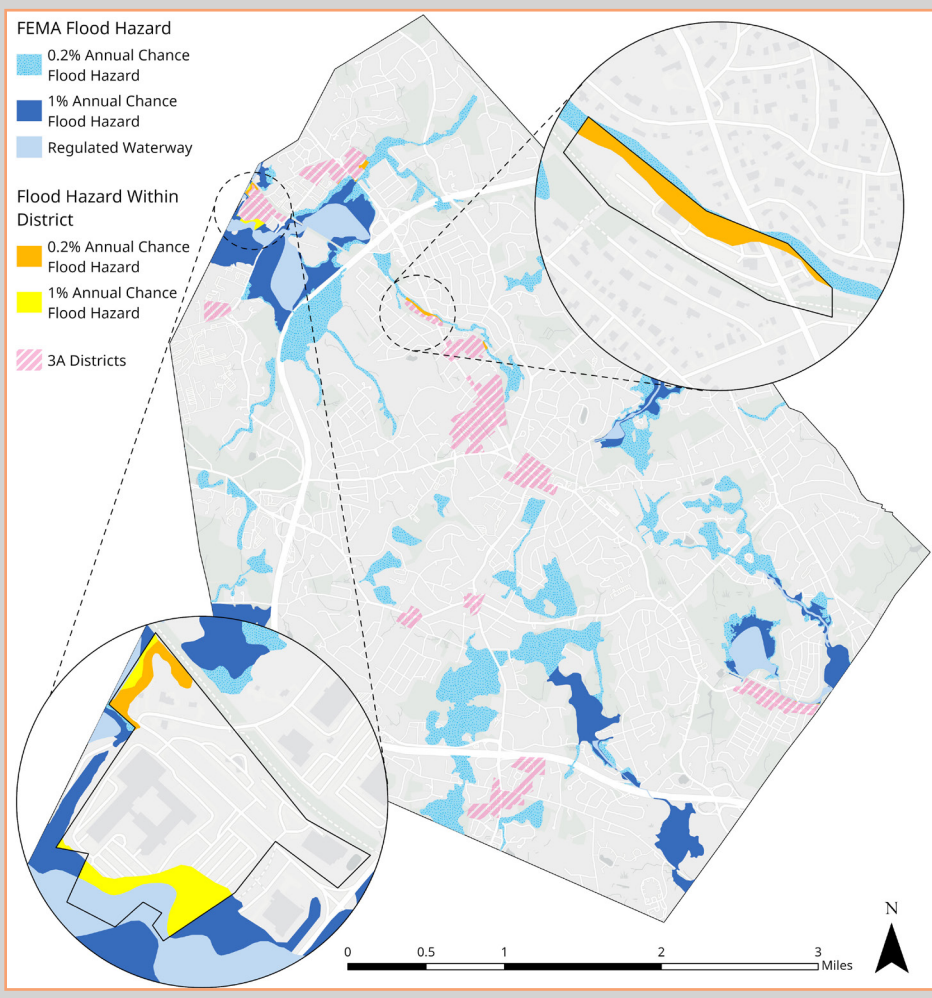 FEMA Flood Hazard
0.2% Annual Chance
Flood Hazard
1% Annual Chance
Flood Hazard
Regulated Waterway
Flood Hazard Within
District
0.2% Annual Chance
Flood Hazard
1% Annual Chance
Flood Hazard
3A Districts
N
0 0.5 1 2 3
Miles